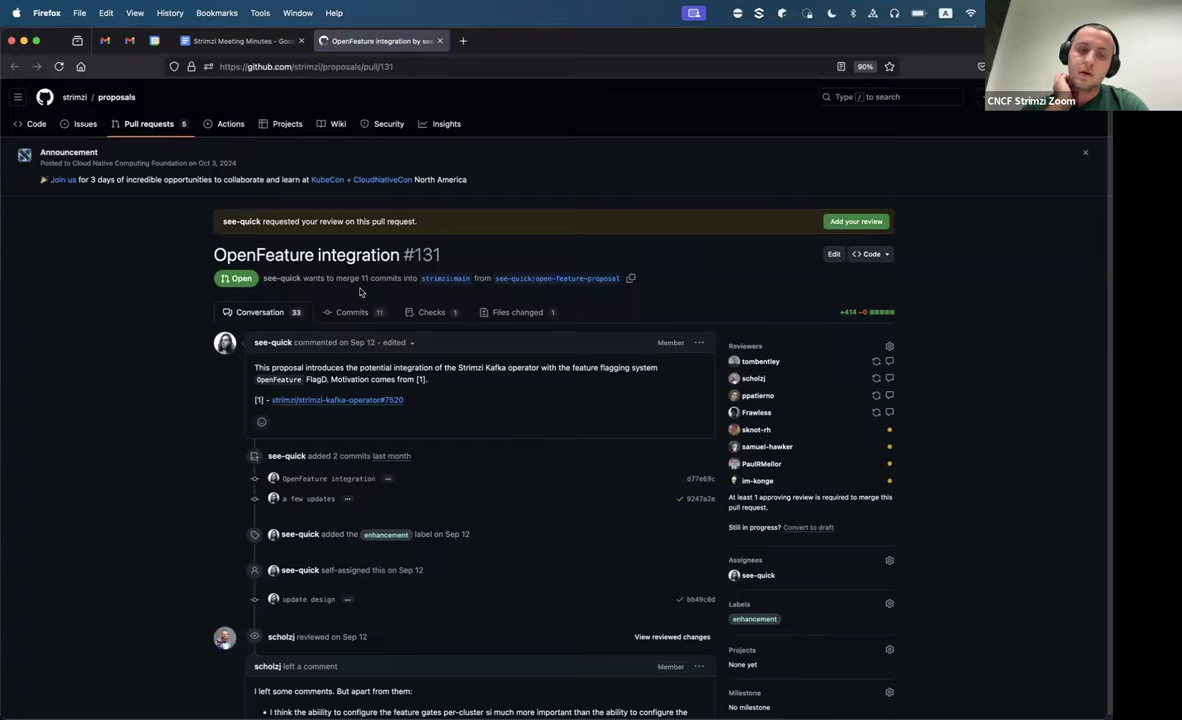 Firefox File Edit View History Bookmarks Tools Window Help A
Strimzi Meeting Minutes - Goo
OpenFeature integration by see
https://github.com/strimzi/proposals/pull/131
90%
strimzi / proposals
Type / to search
Code Issues Pull requests 5 Actions Projects Wiki Security Insights
Announcement
Posted to Cloud Native Computing Foundation on Oct 3, 2024
🎉 Join us for 3 days of incredible opportunities to collaborate and learn at KubeCon + CloudNativeCon North America
see-quick requested your review on this pull request.
Add your review
OpenFeature integration #131
Edit
Code
Open
see-quick wants to merge 11 commits into strimzi:main from see-quick:open-feature-proposal
Conversation 33
Commits 11
Checks 1
Files changed 1
+414 −0
see-quick commented on Sep 12 • edited
Member
This proposal introduces the potential integration of the Strimzi Kafka operator with the feature flagging system
OpenFeature FlagD. Motivation comes from [1].
[1] - strimzi/strimzi-kafka-operator#7520
see-quick added 2 commits last month
OpenFeature integration
d77e69c
a few updates
9247a2e
see-quick added the enhancement label on Sep 12
see-quick self-assigned this on Sep 12
update design
bb49c0d
scholzj reviewed on Sep 12
View reviewed changes
scholzj left a comment
Member
I left some comments. But apart from them:
• I think the ability to configure the feature gates per-cluster si much more important than the ability to configure the
Reviewers
tombentley
scholzj
ppatierno
Frawless
sknot-rh
samuel-hawker
PaulRMellor
im-konge
At least 1 approving review is required to merge this
pull request.
Still in progress? Convert to draft
Assignees
see-quick
Labels
enhancement
Projects
None yet
Milestone
No milestone
CNCF Strimzi Zoom